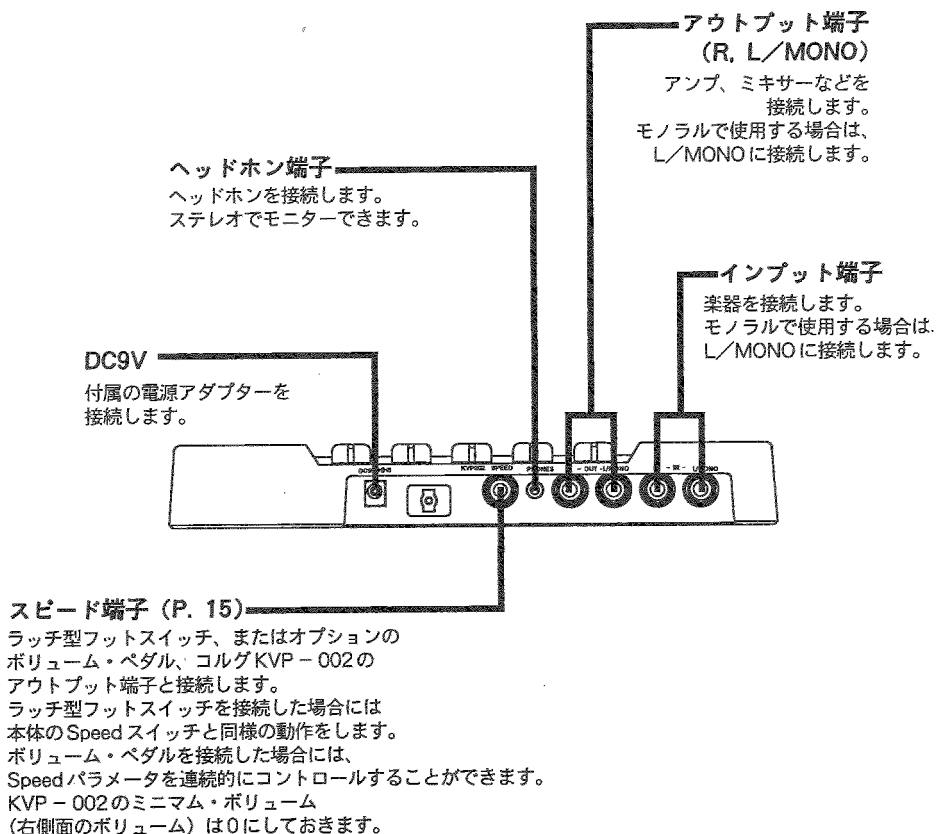 アウトプット端子
(R, L／MONO)
アンプ、ミキサーなどを
接続します。
モノラルで使用する場合は、
L／MONOに接続します。
ヘッドホン端子
ヘッドホンを接続します。
ステレオでモニターできます。
インプット端子
楽器を接続します。
モノラルで使用する場合は.
L／MONOに接続します。
DC9V
付属の電源アダプターを
接続します。
KVP002 SPEED PHONES - OUT - L/MONO - IN - L/MONO
スピード端子（P. 15）
ラッチ型フットスイッチ、またはオプションの
ボリューム・ペダル、コルグKVP－002の
アウトプット端子と接続します。
ラッチ型フットスイッチを接続した場合には
本体のSpeedスイッチと同様の動作をします。
ボリューム・ペダルを接続した場合には、
Speedパラメータを連続的にコントロールすることができます。
KVP－002のミニマム・ボリューム
（右側面のボリューム）は0にしておきます。